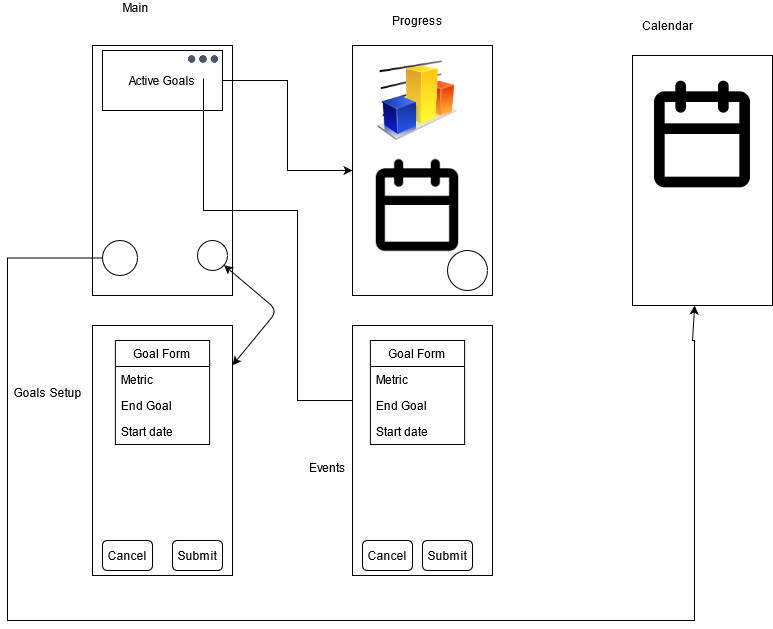 Main
Progress
Calendar
Active Goals
Goals Setup
Goal Form
Metric
End Goal
Start date
Cancel
Submit
Events
Goal Form
Metric
End Goal
Start date
Cancel
Submit